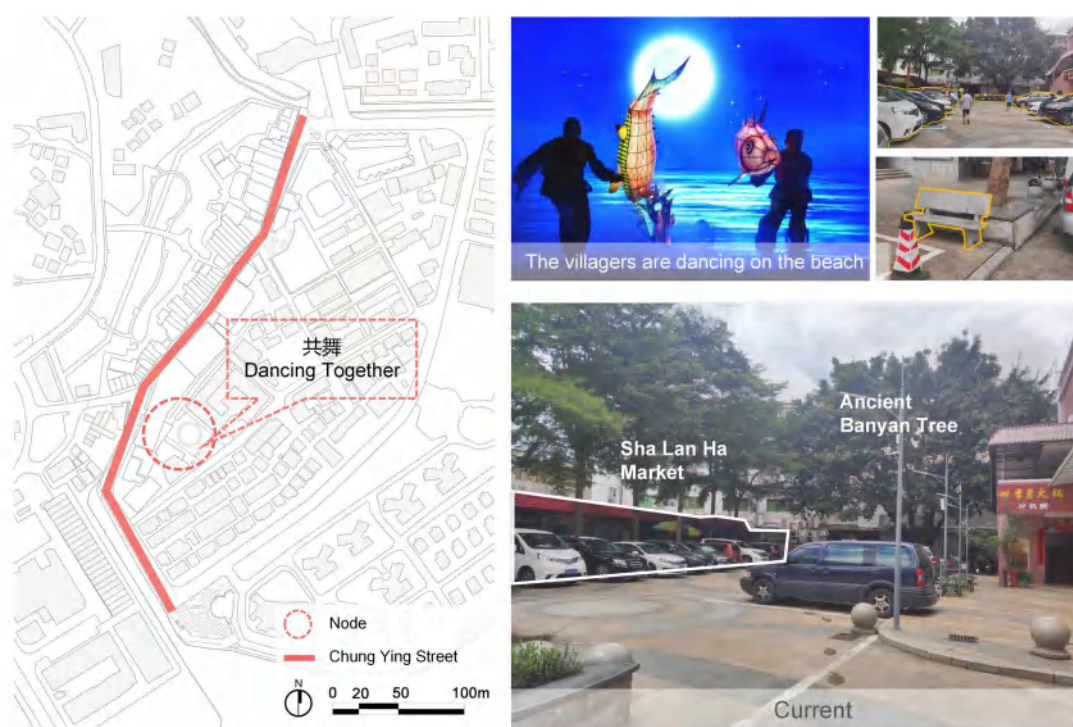 共舞
Dancing Together
Node
Chung Ying Street
N
0 20 50 100m
The villagers are dancing on the beach
Sha Lan Ha
Market
Ancient
Banyan Tree
Current